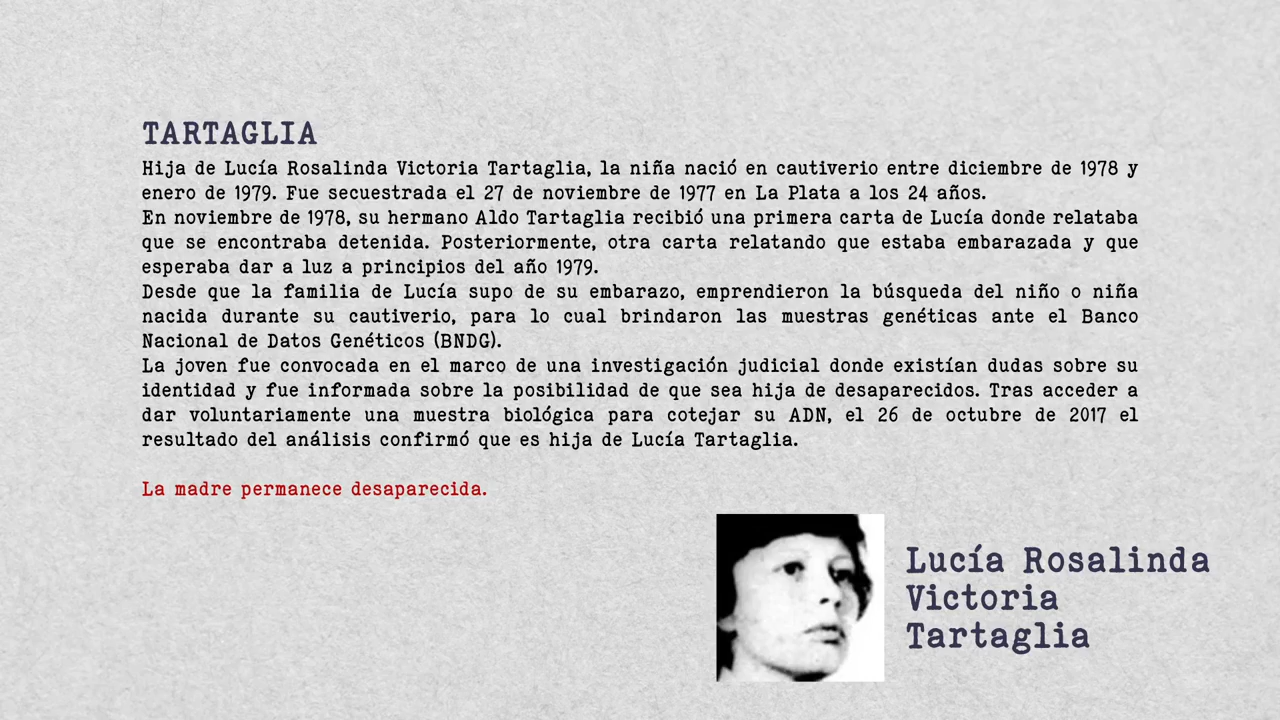 TARTAGLIA
Hija de Lucía Rosalinda Victoria Tartaglia, la niña nació en cautiverio entre diciembre de 1978 y
enero de 1979. Fue secuestrada el 27 de noviembre de 1977 en La Plata a los 24 años.
En noviembre de 1978, su hermano Aldo Tartaglia recibió una primera carta de Lucía donde relataba
que se encontraba detenida. Posteriormente, otra carta relatando que estaba embarazada y que
esperaba dar a luz a principios del año 1979.
Desde que la familia de Lucía supo de su embarazo, emprendieron la búsqueda del niño o niña
nacida durante su cautiverio, para lo cual brindaron las muestras genéticas ante el Banco
Nacional de Datos Genéticos (BNDG).
La joven fue convocada en el marco de una investigación judicial donde existían dudas sobre su
identidad y fue informada sobre la posibilidad de que sea hija de desaparecidos. Tras acceder a
dar voluntariamente una muestra biológica para cotejar su ADN, el 26 de octubre de 2017 el
resultado del análisis confirmó que es hija de Lucía Tartaglia.
La madre permanece desaparecida.
Lucía Rosalinda
Victoria
Tartaglia